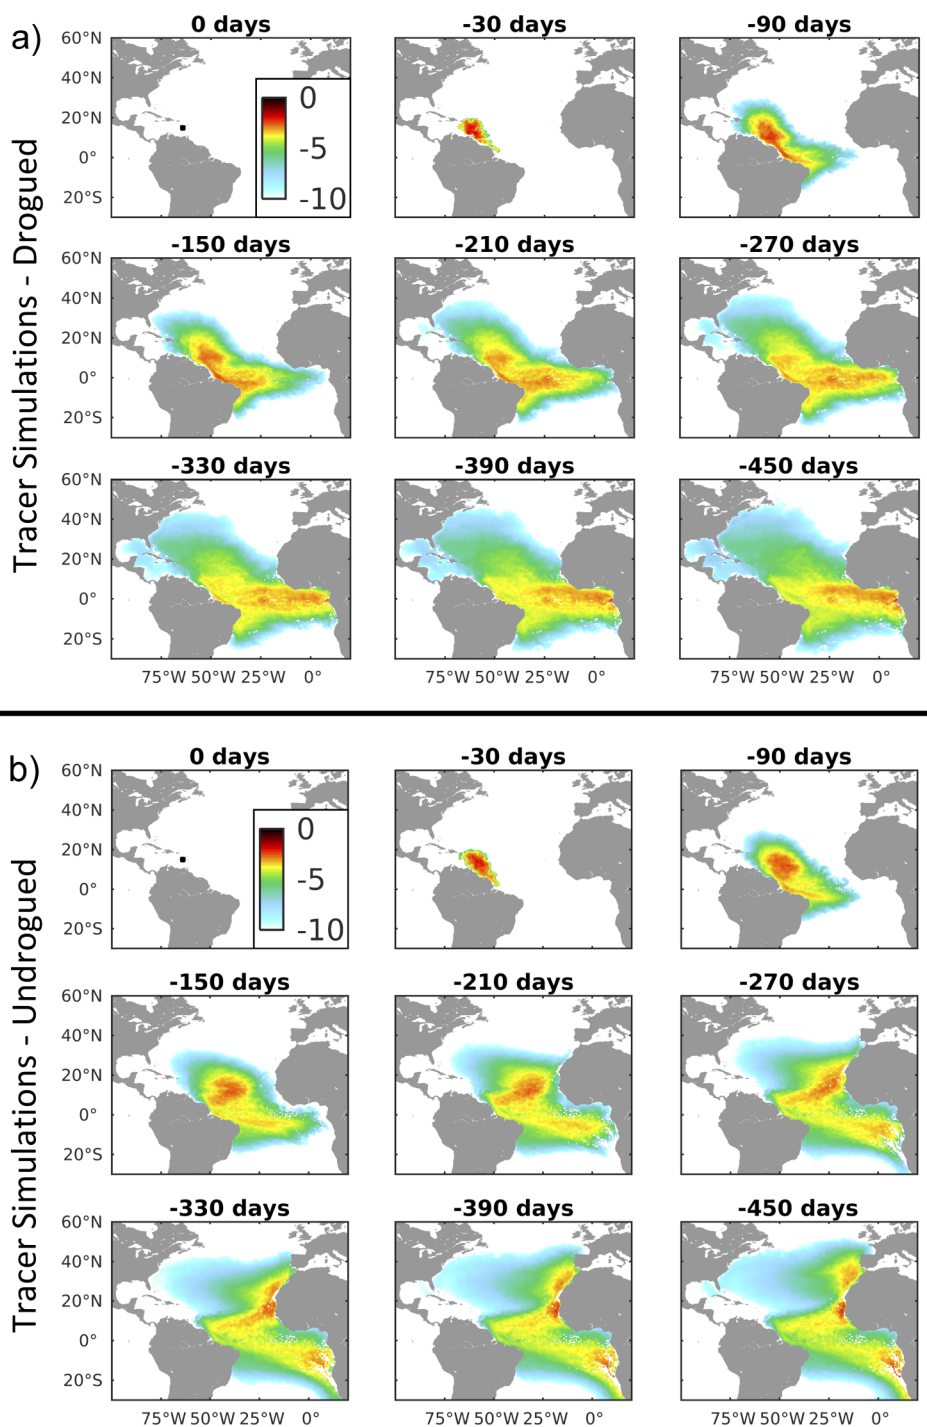 a)
Tracer Simulations - Drogued
0 days
-30 days
-90 days
60°N
40°N
20°N
0°
20°S
0
-5
-10
-150 days
-210 days
-270 days
60°N
40°N
20°N
0°
20°S
-330 days
-390 days
-450 days
60°N
40°N
20°N
0°
20°S
75°W 50°W 25°W 0°
75°W 50°W 25°W 0°
75°W 50°W 25°W 0°
b)
Tracer Simulations - Undrogued
0 days
-30 days
-90 days
60°N
40°N
20°N
0°
20°S
0
-5
-10
-150 days
-210 days
-270 days
60°N
40°N
20°N
0°
20°S
-330 days
-390 days
-450 days
60°N
40°N
20°N
0°
20°S
75°W 50°W 25°W 0°
75°W 50°W 25°W 0°
75°W 50°W 25°W 0°